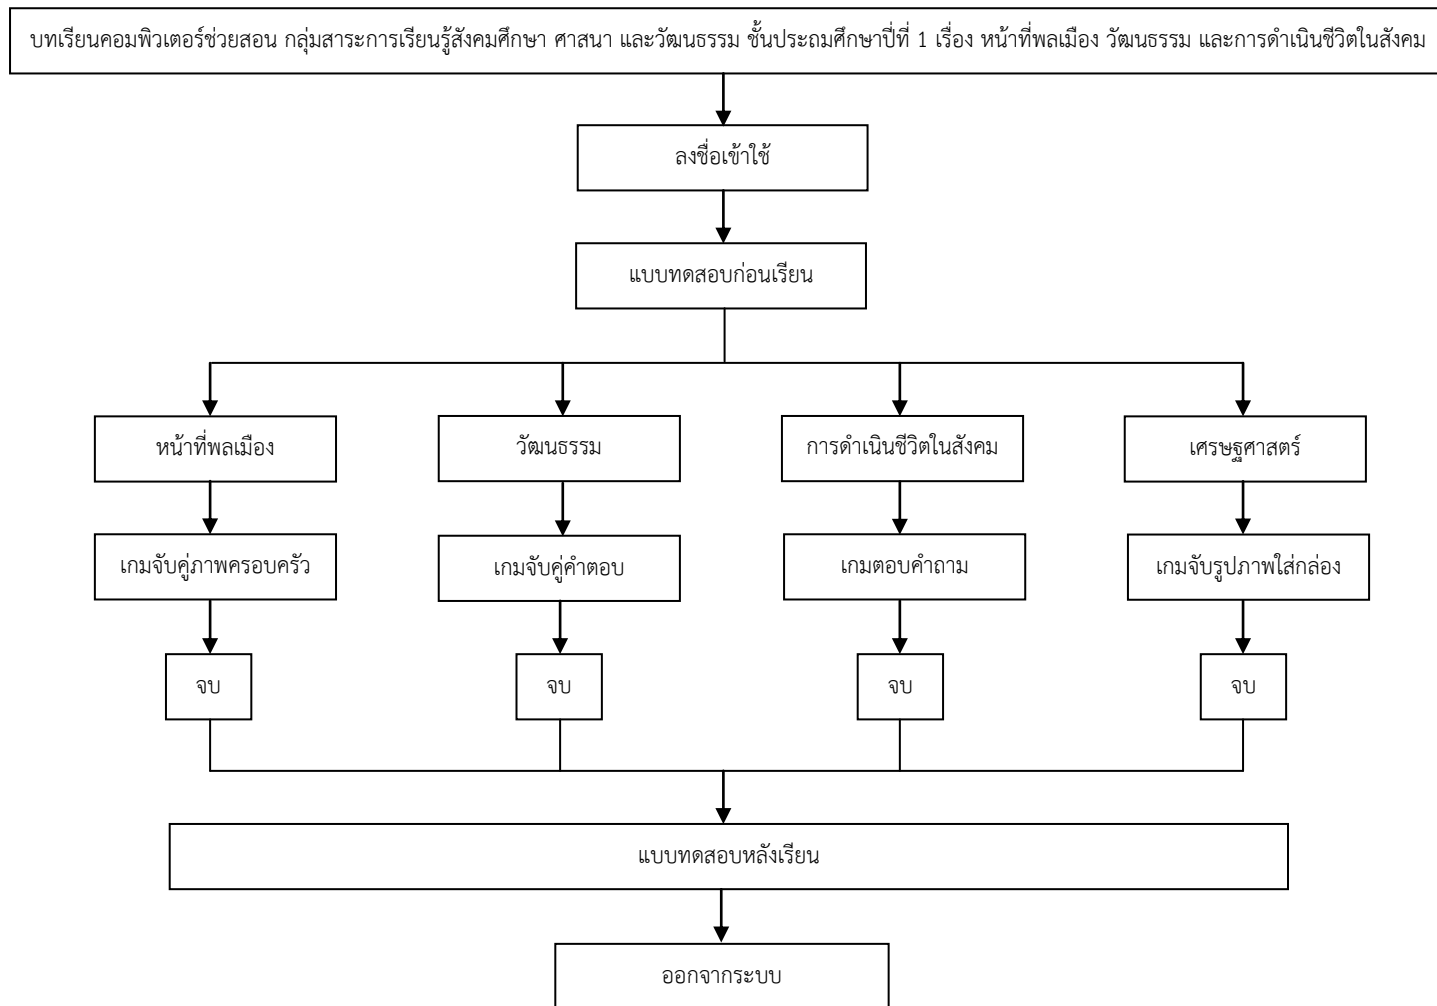 บทเรียนคอมพิวเตอร์ช่วยสอน กลุ่มสาระการเรียนรู้สังคมศึกษา ศาสนา และวัฒนธรรม ชั้นประถมศึกษาปีที่ 1 เรื่อง หน้าที่พลเมือง วัฒนธรรม และการดำเนินชีวิตในสังคม
ลงชื่อเข้าใช้
แบบทดสอบก่อนเรียน
หน้าที่พลเมือง
วัฒนธรรม
การดำเนินชีวิตในสังคม
เศรษฐศาสตร์
เกมจับคู่ภาพครอบครัว
เกมจับคู่คำตอบ
เกมตอบคำถาม
เกมจับรูปภาพใส่กล่อง
จบ
จบ
จบ
จบ
แบบทดสอบหลังเรียน
ออกจากระบบ